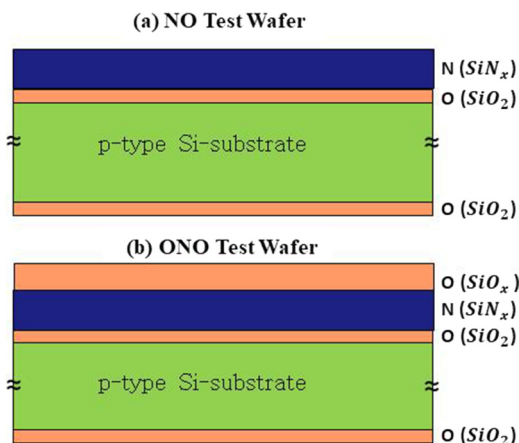 (a) NO Test Wafer
N (SiNₓ)
O (SiO₂)
p-type Si-substrate
O (SiO₂)
(b) ONO Test Wafer
O (SiOₓ)
N (SiNₓ)
O (SiO₂)
p-type Si-substrate
O (SiO₂)